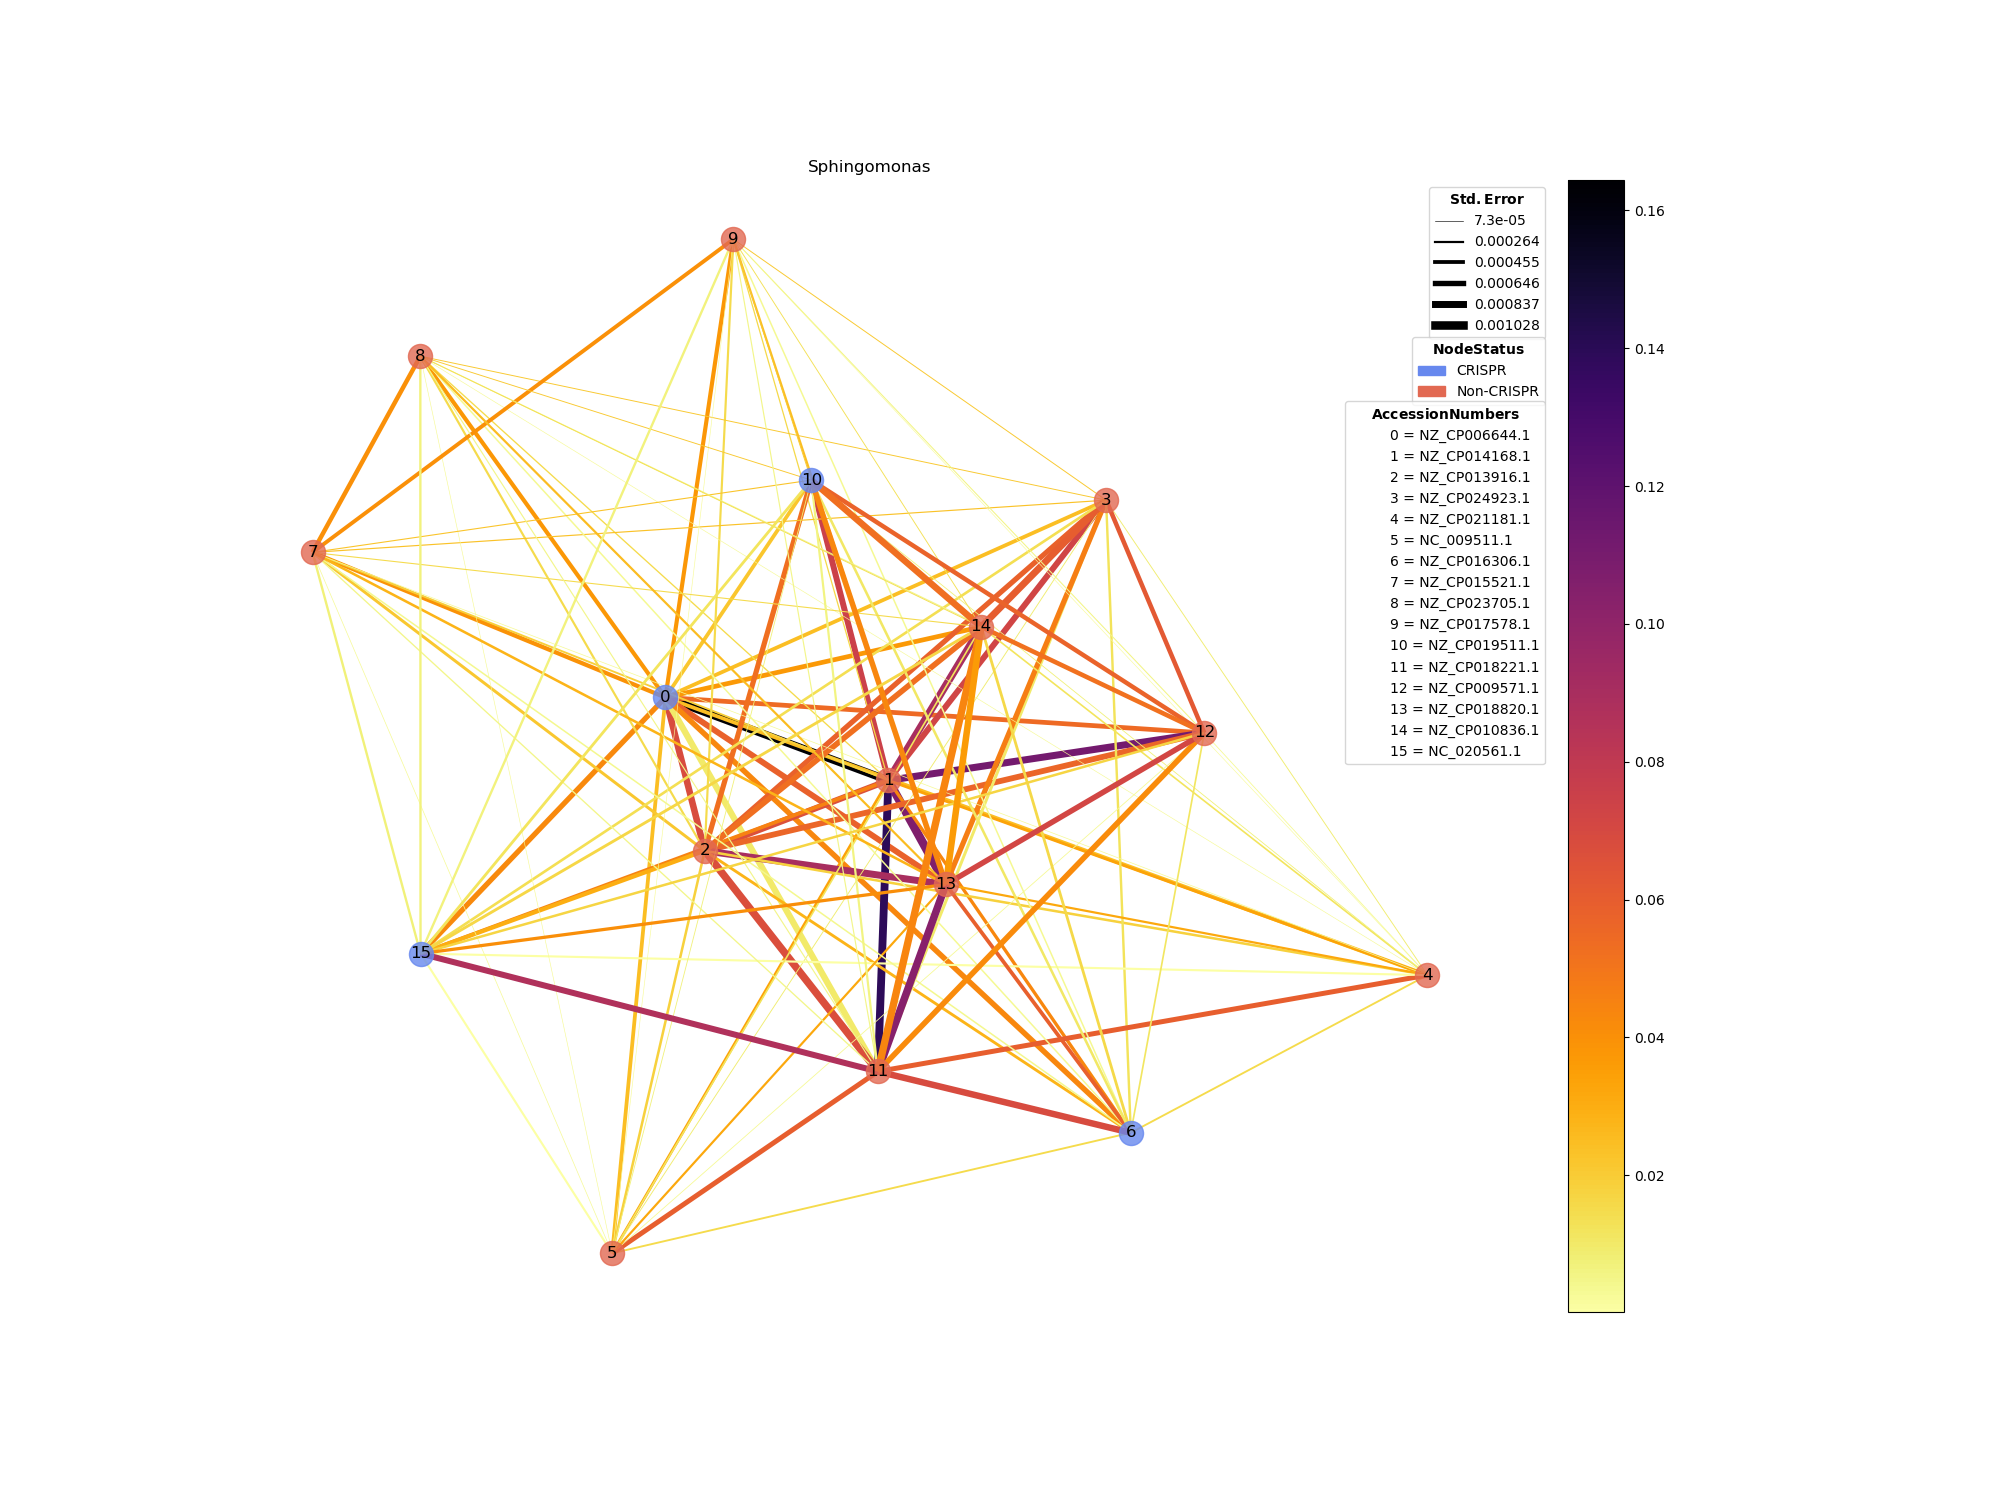 Sphingomonas
Std.Error
7.3e-05
0.000264
0.000455
0.000646
0.000837
0.001028
NodeStatus
CRISPR
Non-CRISPR
AccessionNumbers
0 = NZ_CP006644.1
1 = NZ_CP014168.1
2 = NZ_CP013916.1
3 = NZ_CP024923.1
4 = NZ_CP021181.1
5 = NC_009511.1
6 = NZ_CP016306.1
7 = NZ_CP015521.1
8 = NZ_CP023705.1
9 = NZ_CP017578.1
10 = NZ_CP019511.1
11 = NZ_CP018221.1
12 = NZ_CP009571.1
13 = NZ_CP018820.1
14 = NZ_CP010836.1
15 = NC_020561.1
0.16
0.14
0.12
0.10
0.08
0.06
0.04
0.02
9
8
10
3
7
14
0
12
1
2
13
15
4
11
6
5